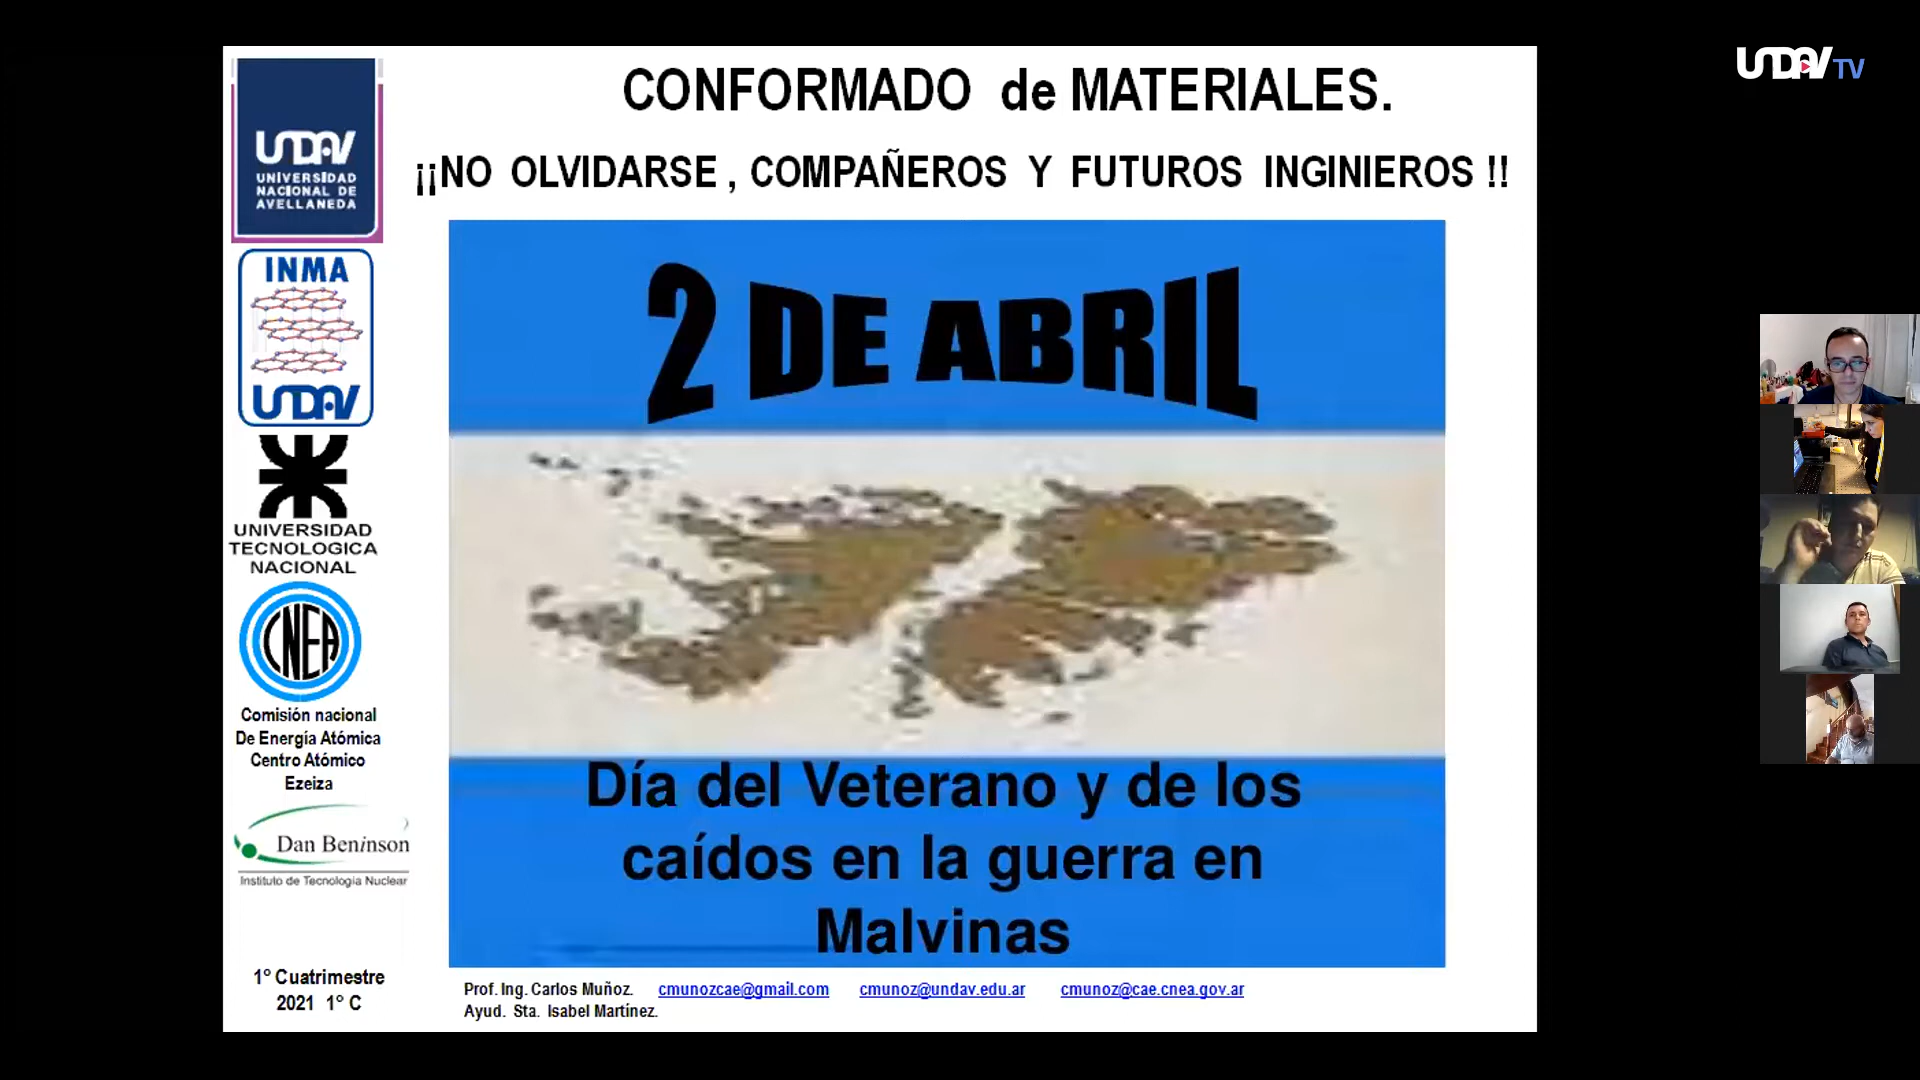 CONFORMADO de MATERIALES.
¡¡NO OLVIDARSE , COMPAÑEROS Y FUTUROS INGINIEROS !!
UNDAV
UNIVERSIDAD
NACIONAL DE
AVELLANEDA
INMA
UNDAV
UNIVERSIDAD
TECNOLOGICA
NACIONAL
CNEA
Comisión nacional
De Energía Atómica
Centro Atómico
Ezeiza
Dan Beninson
Instituto de Tecnología Nuclear
1° Cuatrimestre
2021 1° C
2 DE ABRIL
Día del Veterano y de los
caídos en la guerra en
Malvinas
Prof. Ing. Carlos Muñoz. cmunozcae@gmail.com cmunoz@undav.edu.ar cmunoz@cae.cnea.gov.ar
Ayud. Sta. Isabel Martínez.
UNDAV TV